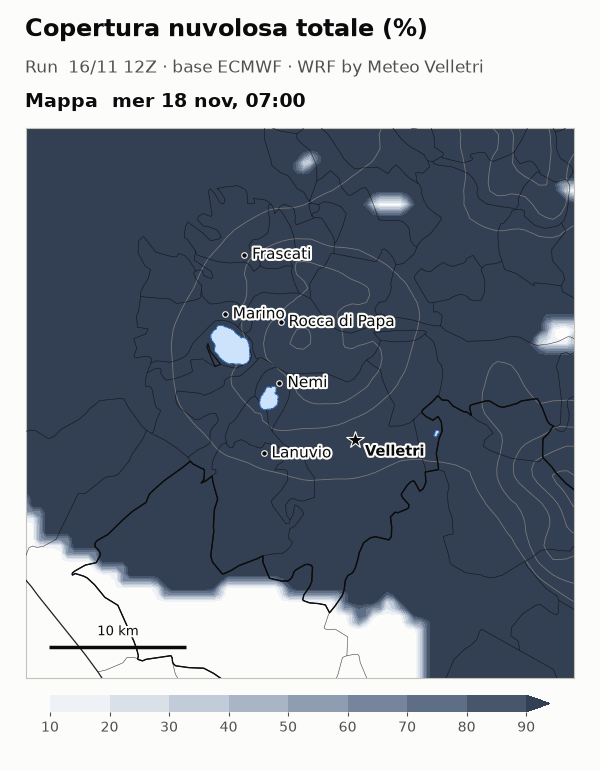 Copertura nuvolosa totale (%)
Run  16/11 12Z · base ECMWF · WRF by Meteo Velletri
Mappa  mer 18 nov, 07:00
Frascati
Marino
Rocca di Papa
Nemi
Velletri
Lanuvio
10 km
10 20 30 40 50 60 70 80 90